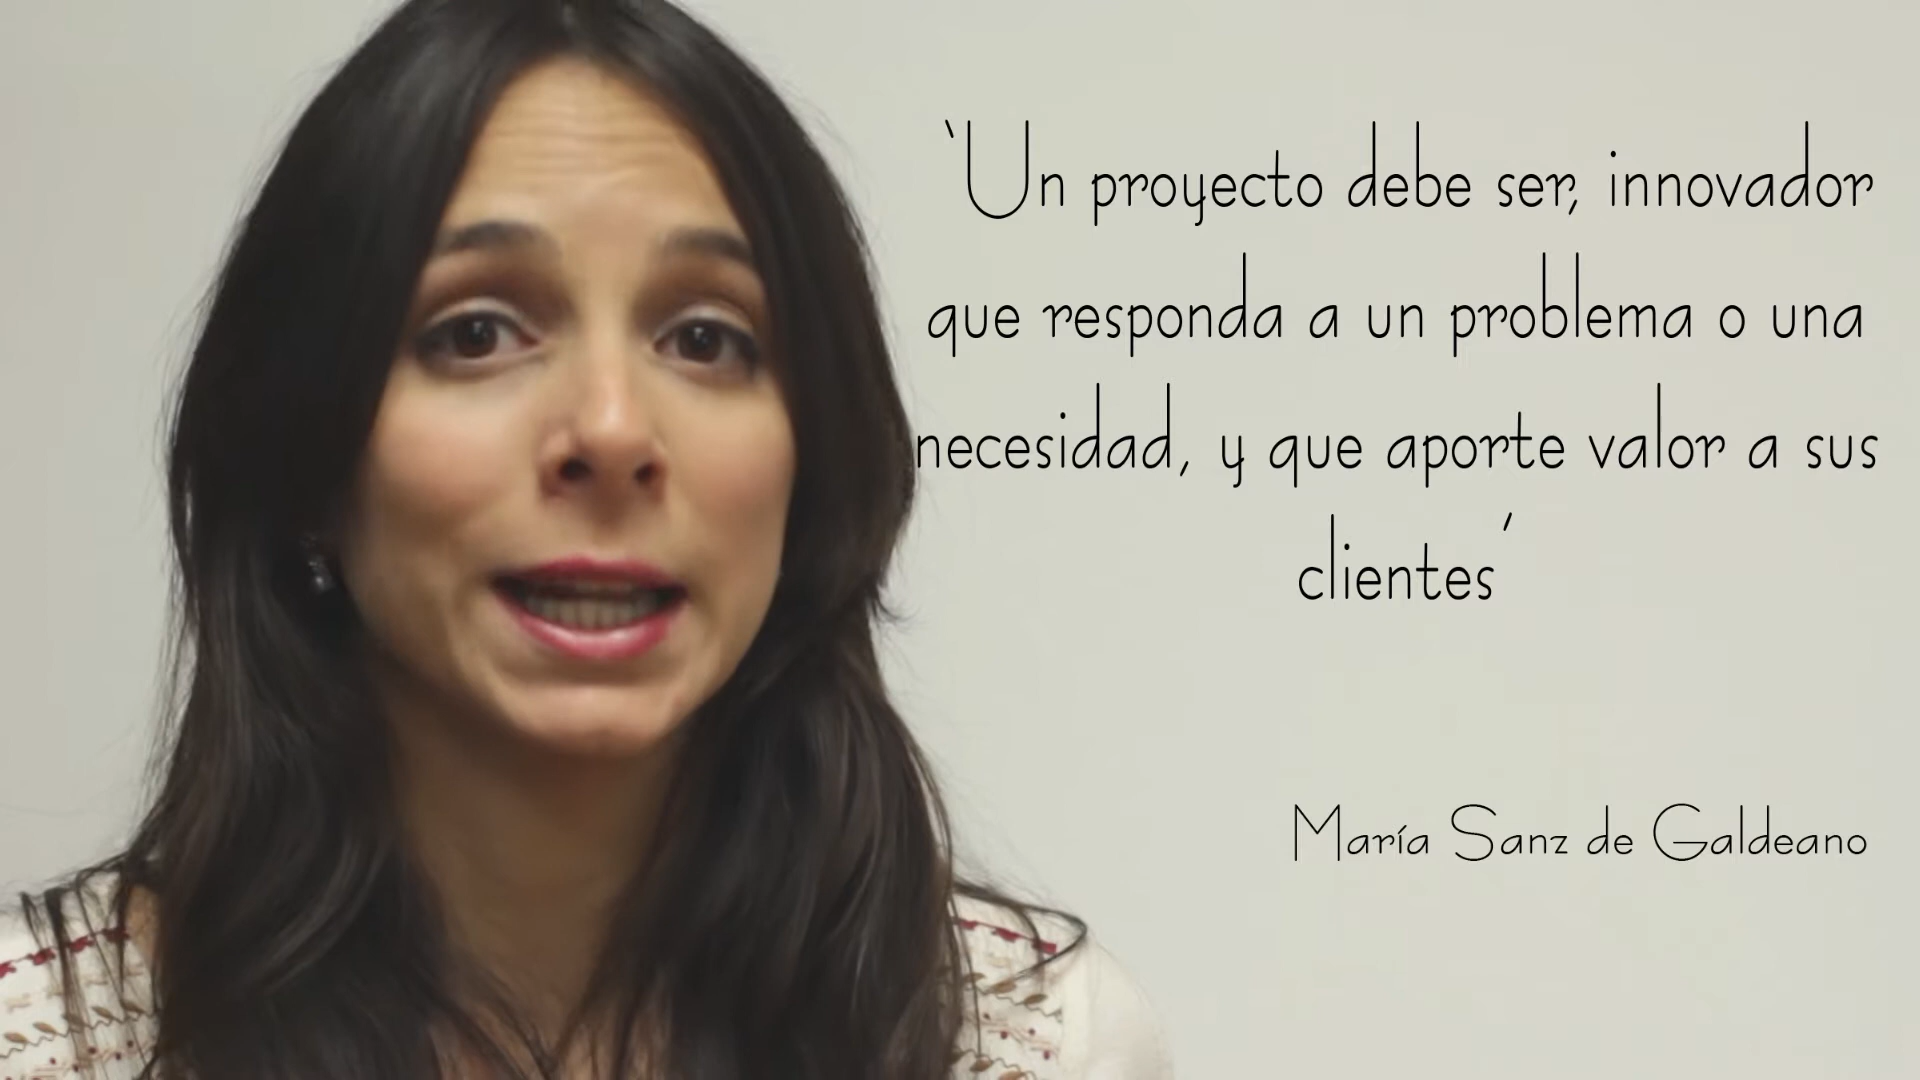 'Un proyecto debe ser, innovador
que responda a un problema o una
necesidad, y que aporte valor a sus
clientes'
María Sanz de Galdeano